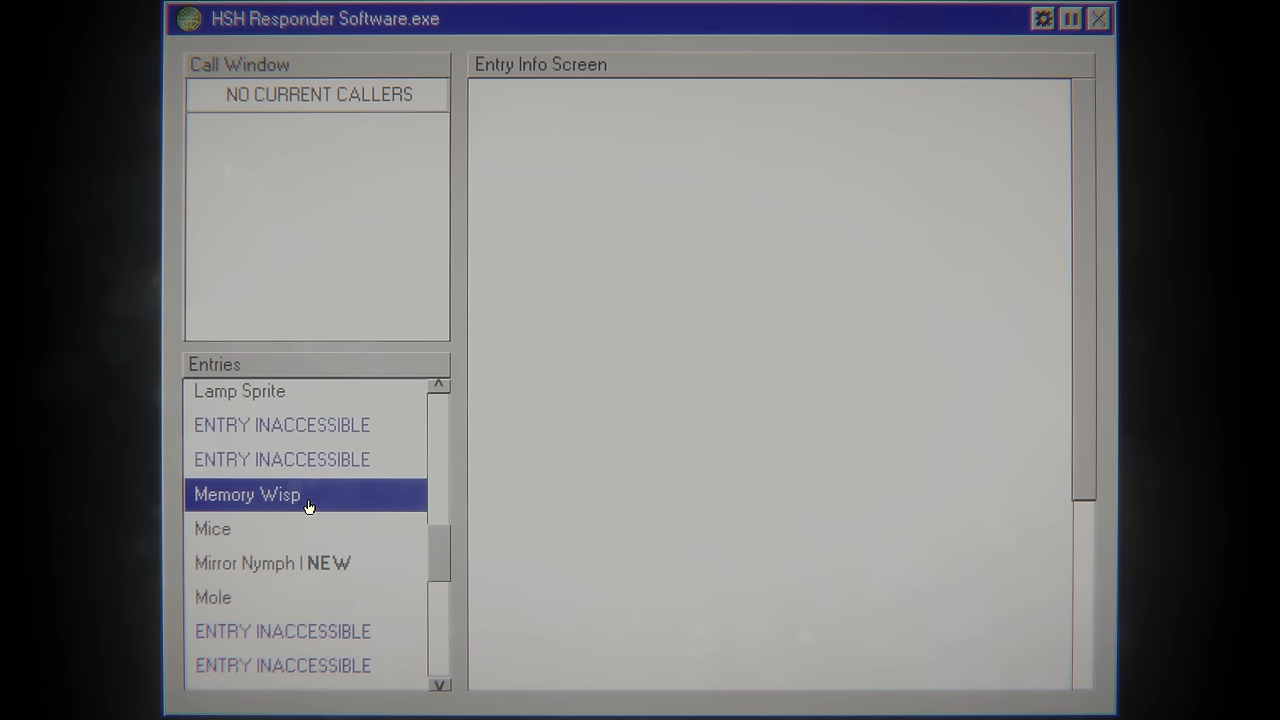 HSH Responder Software.exe
Call Window
NO CURRENT CALLERS
Entry Info Screen
Entries
Lamp Sprite
ENTRY INACCESSIBLE
ENTRY INACCESSIBLE
Memory Wisp
Mice
Mirror Nymph | NEW
Mole
ENTRY INACCESSIBLE
ENTRY INACCESSIBLE